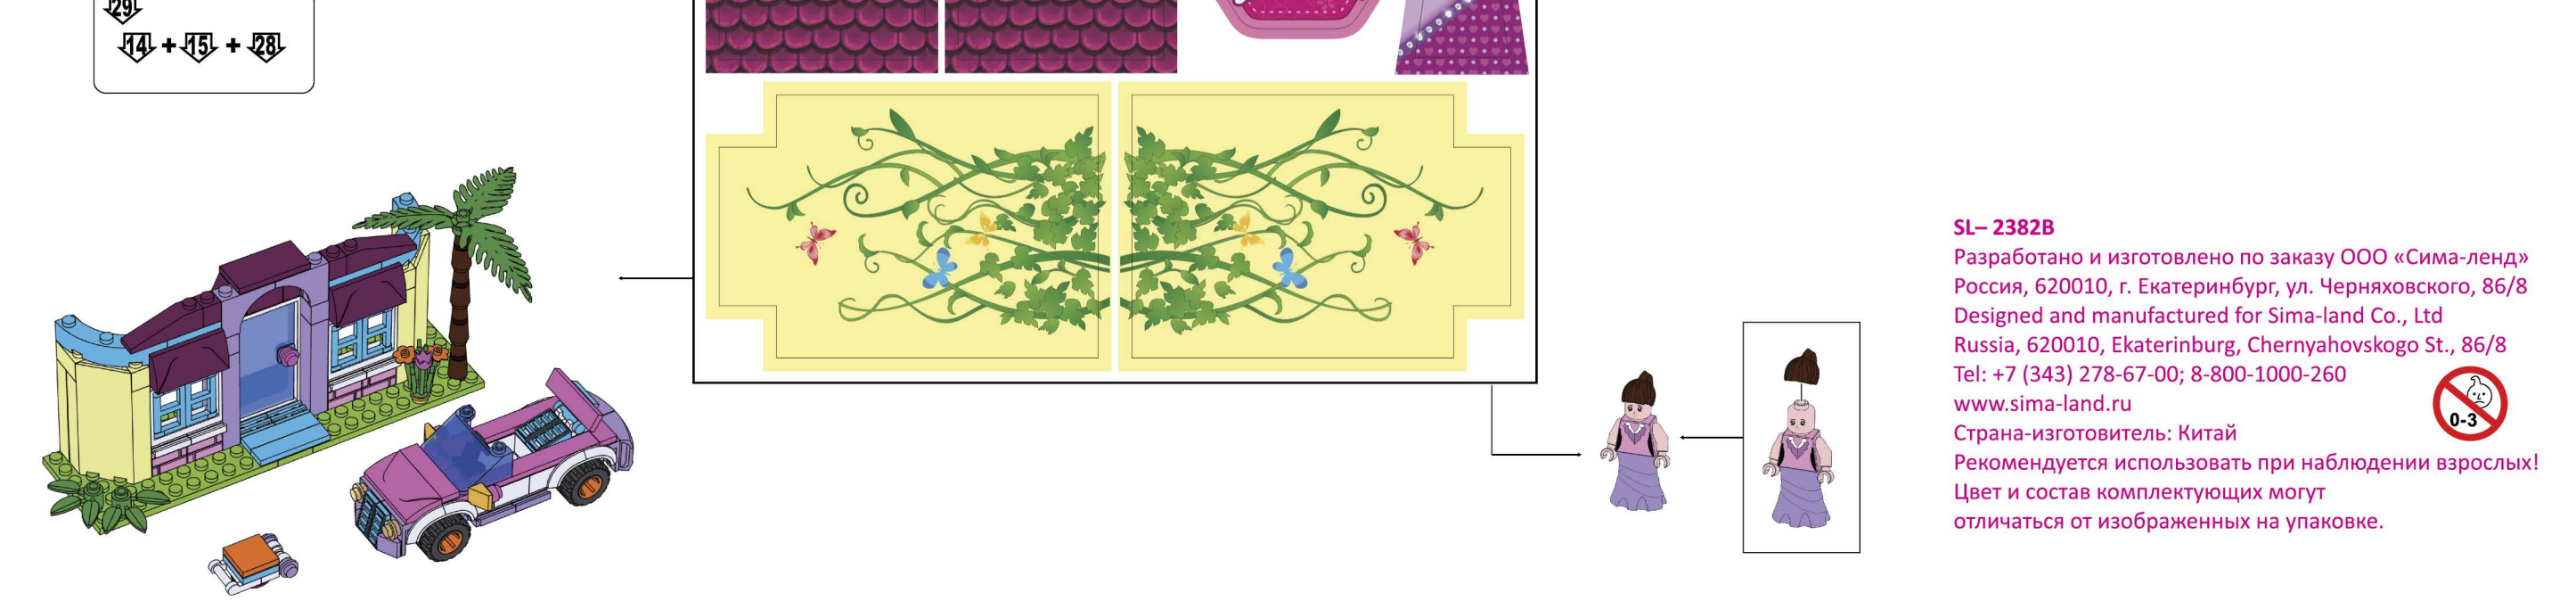 29
14 + 15 + 28
SL– 2382B
Разработано и изготовлено по заказу ООО «Сима-ленд»
Россия, 620010, г. Екатеринбург, ул. Черняховского, 86/8
Designed and manufactured for Sima-land Co., Ltd
Russia, 620010, Ekaterinburg, Chernyahovskogo St., 86/8
Tel: +7 (343) 278-67-00; 8-800-1000-260
www.sima-land.ru
0-3
Страна-изготовитель: Китай
Рекомендуется использовать при наблюдении взрослых!
Цвет и состав комплектующих могут
отличаться от изображенных на упаковке.